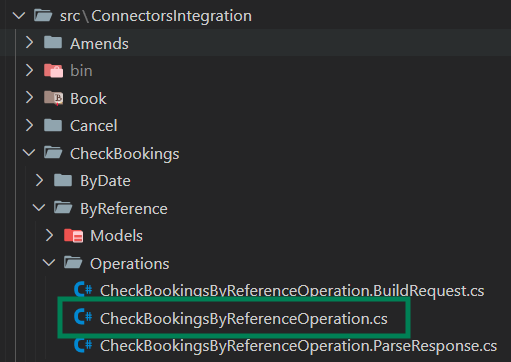 src\ConnectorsIntegration
Amends
bin
Book
Cancel
CheckBookings
ByDate
ByReference
Models
Operations
C# CheckBookingsByReferenceOperation.BuildRequest.cs
C# CheckBookingsByReferenceOperation.cs
C# CheckBookingsByReferenceOperation.ParseResponse.cs